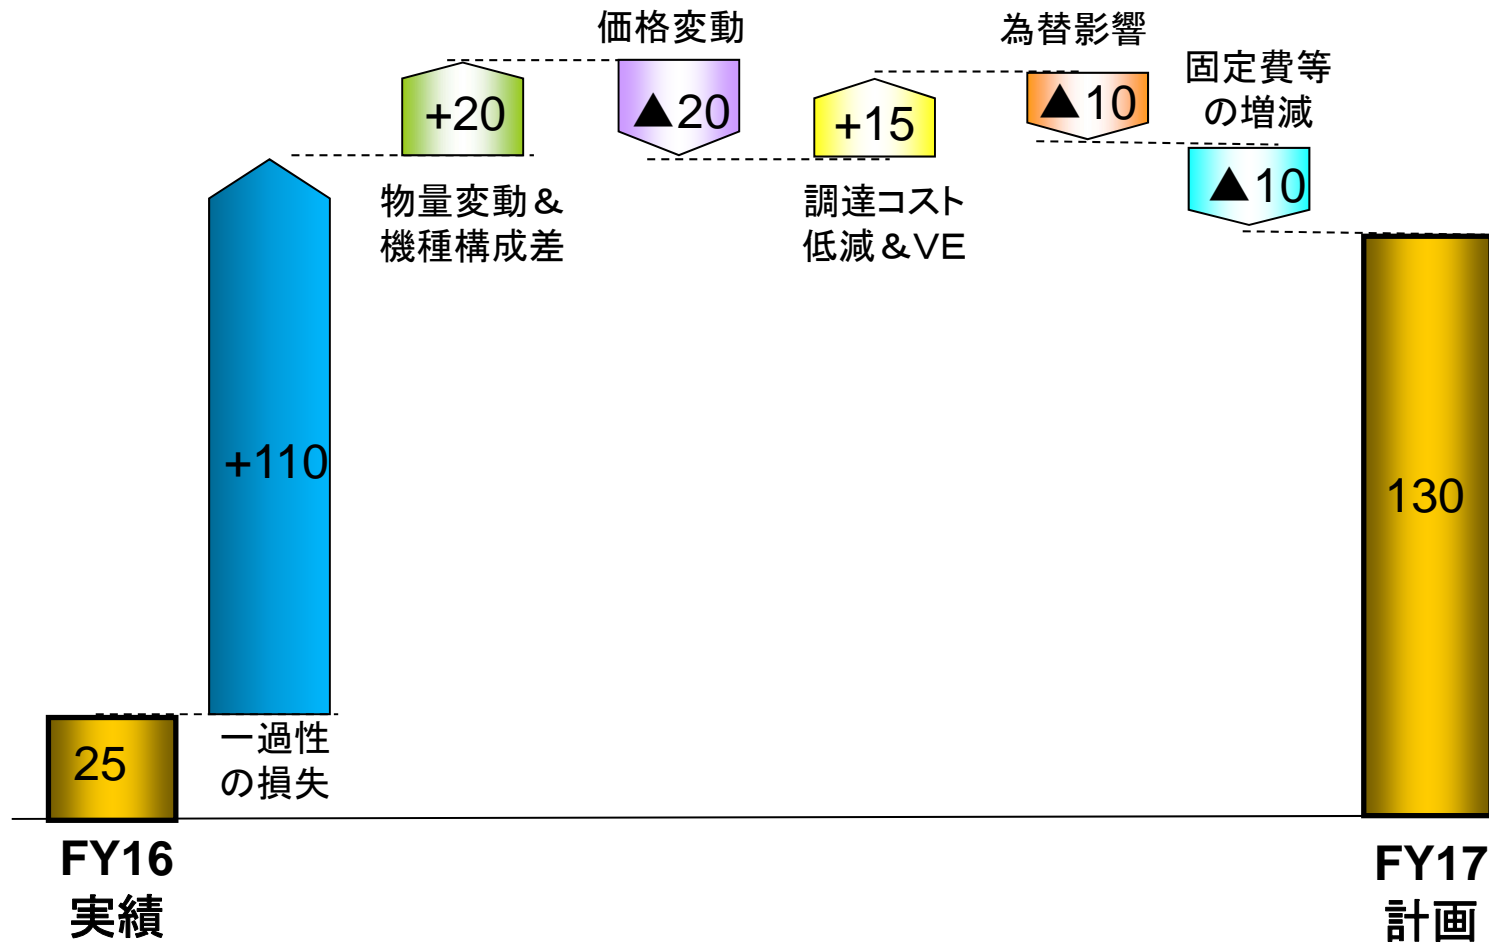 価格変動
為替影響
固定費等
の増減
+20
▲20
+15
▲10
▲10
物量変動＆
機種構成差
調達コスト
低減＆VE
+110
130
25
一過性
の損失
FY16
実績
FY17
計画